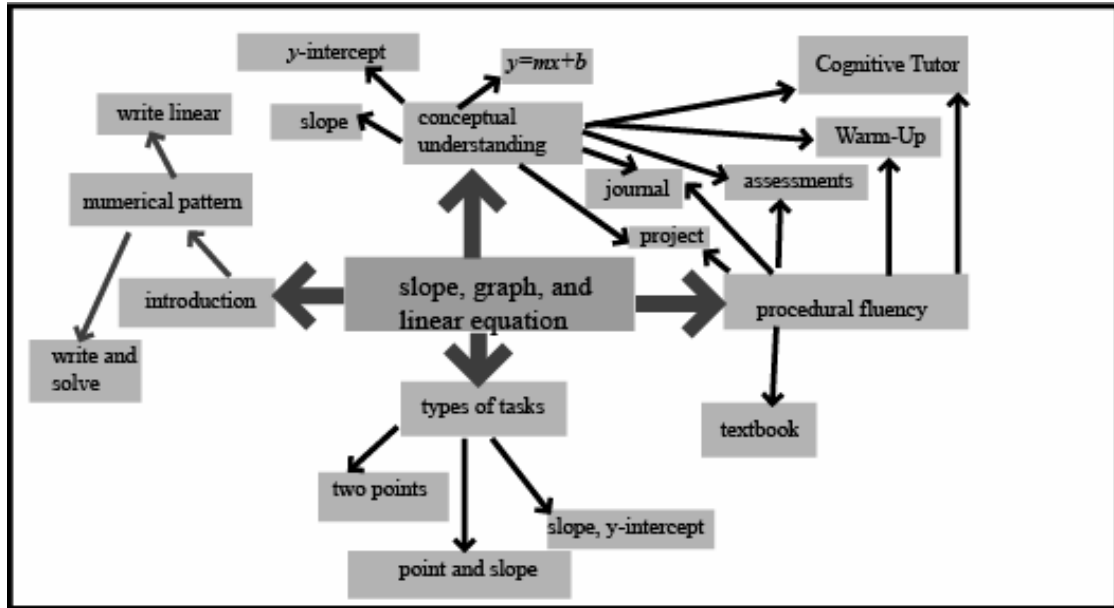 y-intercept
y=mx+b
Cognitive Tutor
write linear
slope
conceptual
understanding
Warm-Up
numerical pattern
journal
assessments
project
introduction
slope, graph, and
linear equation
procedural fluency
write and
solve
types of tasks
textbook
two points
slope, y-intercept
point and slope